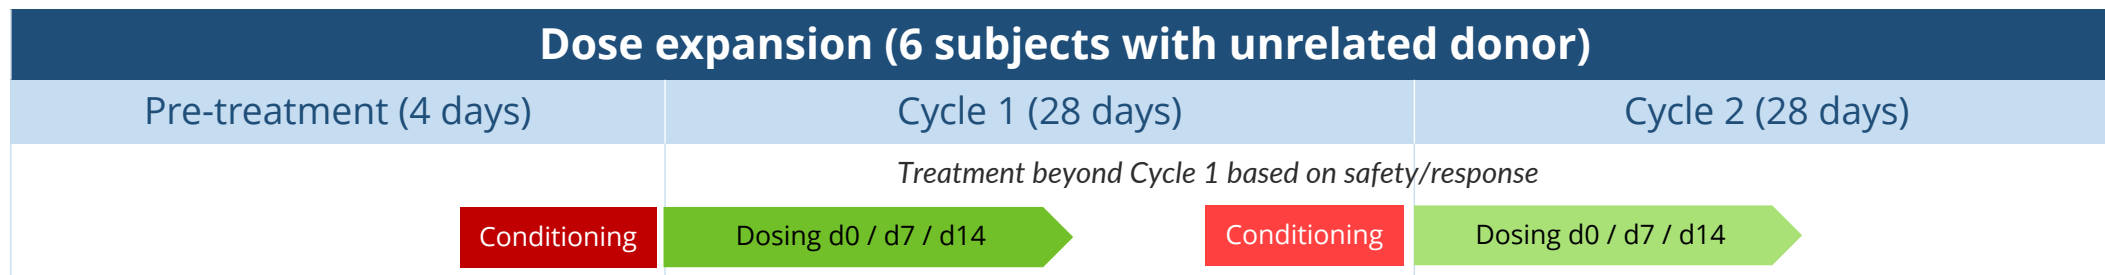 Dose expansion (6 subjects with unrelated donor)
Pre-treatment (4 days)
Cycle 1 (28 days)
Cycle 2 (28 days)
Treatment beyond Cycle 1 based on safety/response
Conditioning
Dosing d0 / d7 / d14
Conditioning
Dosing d0 / d7 / d14